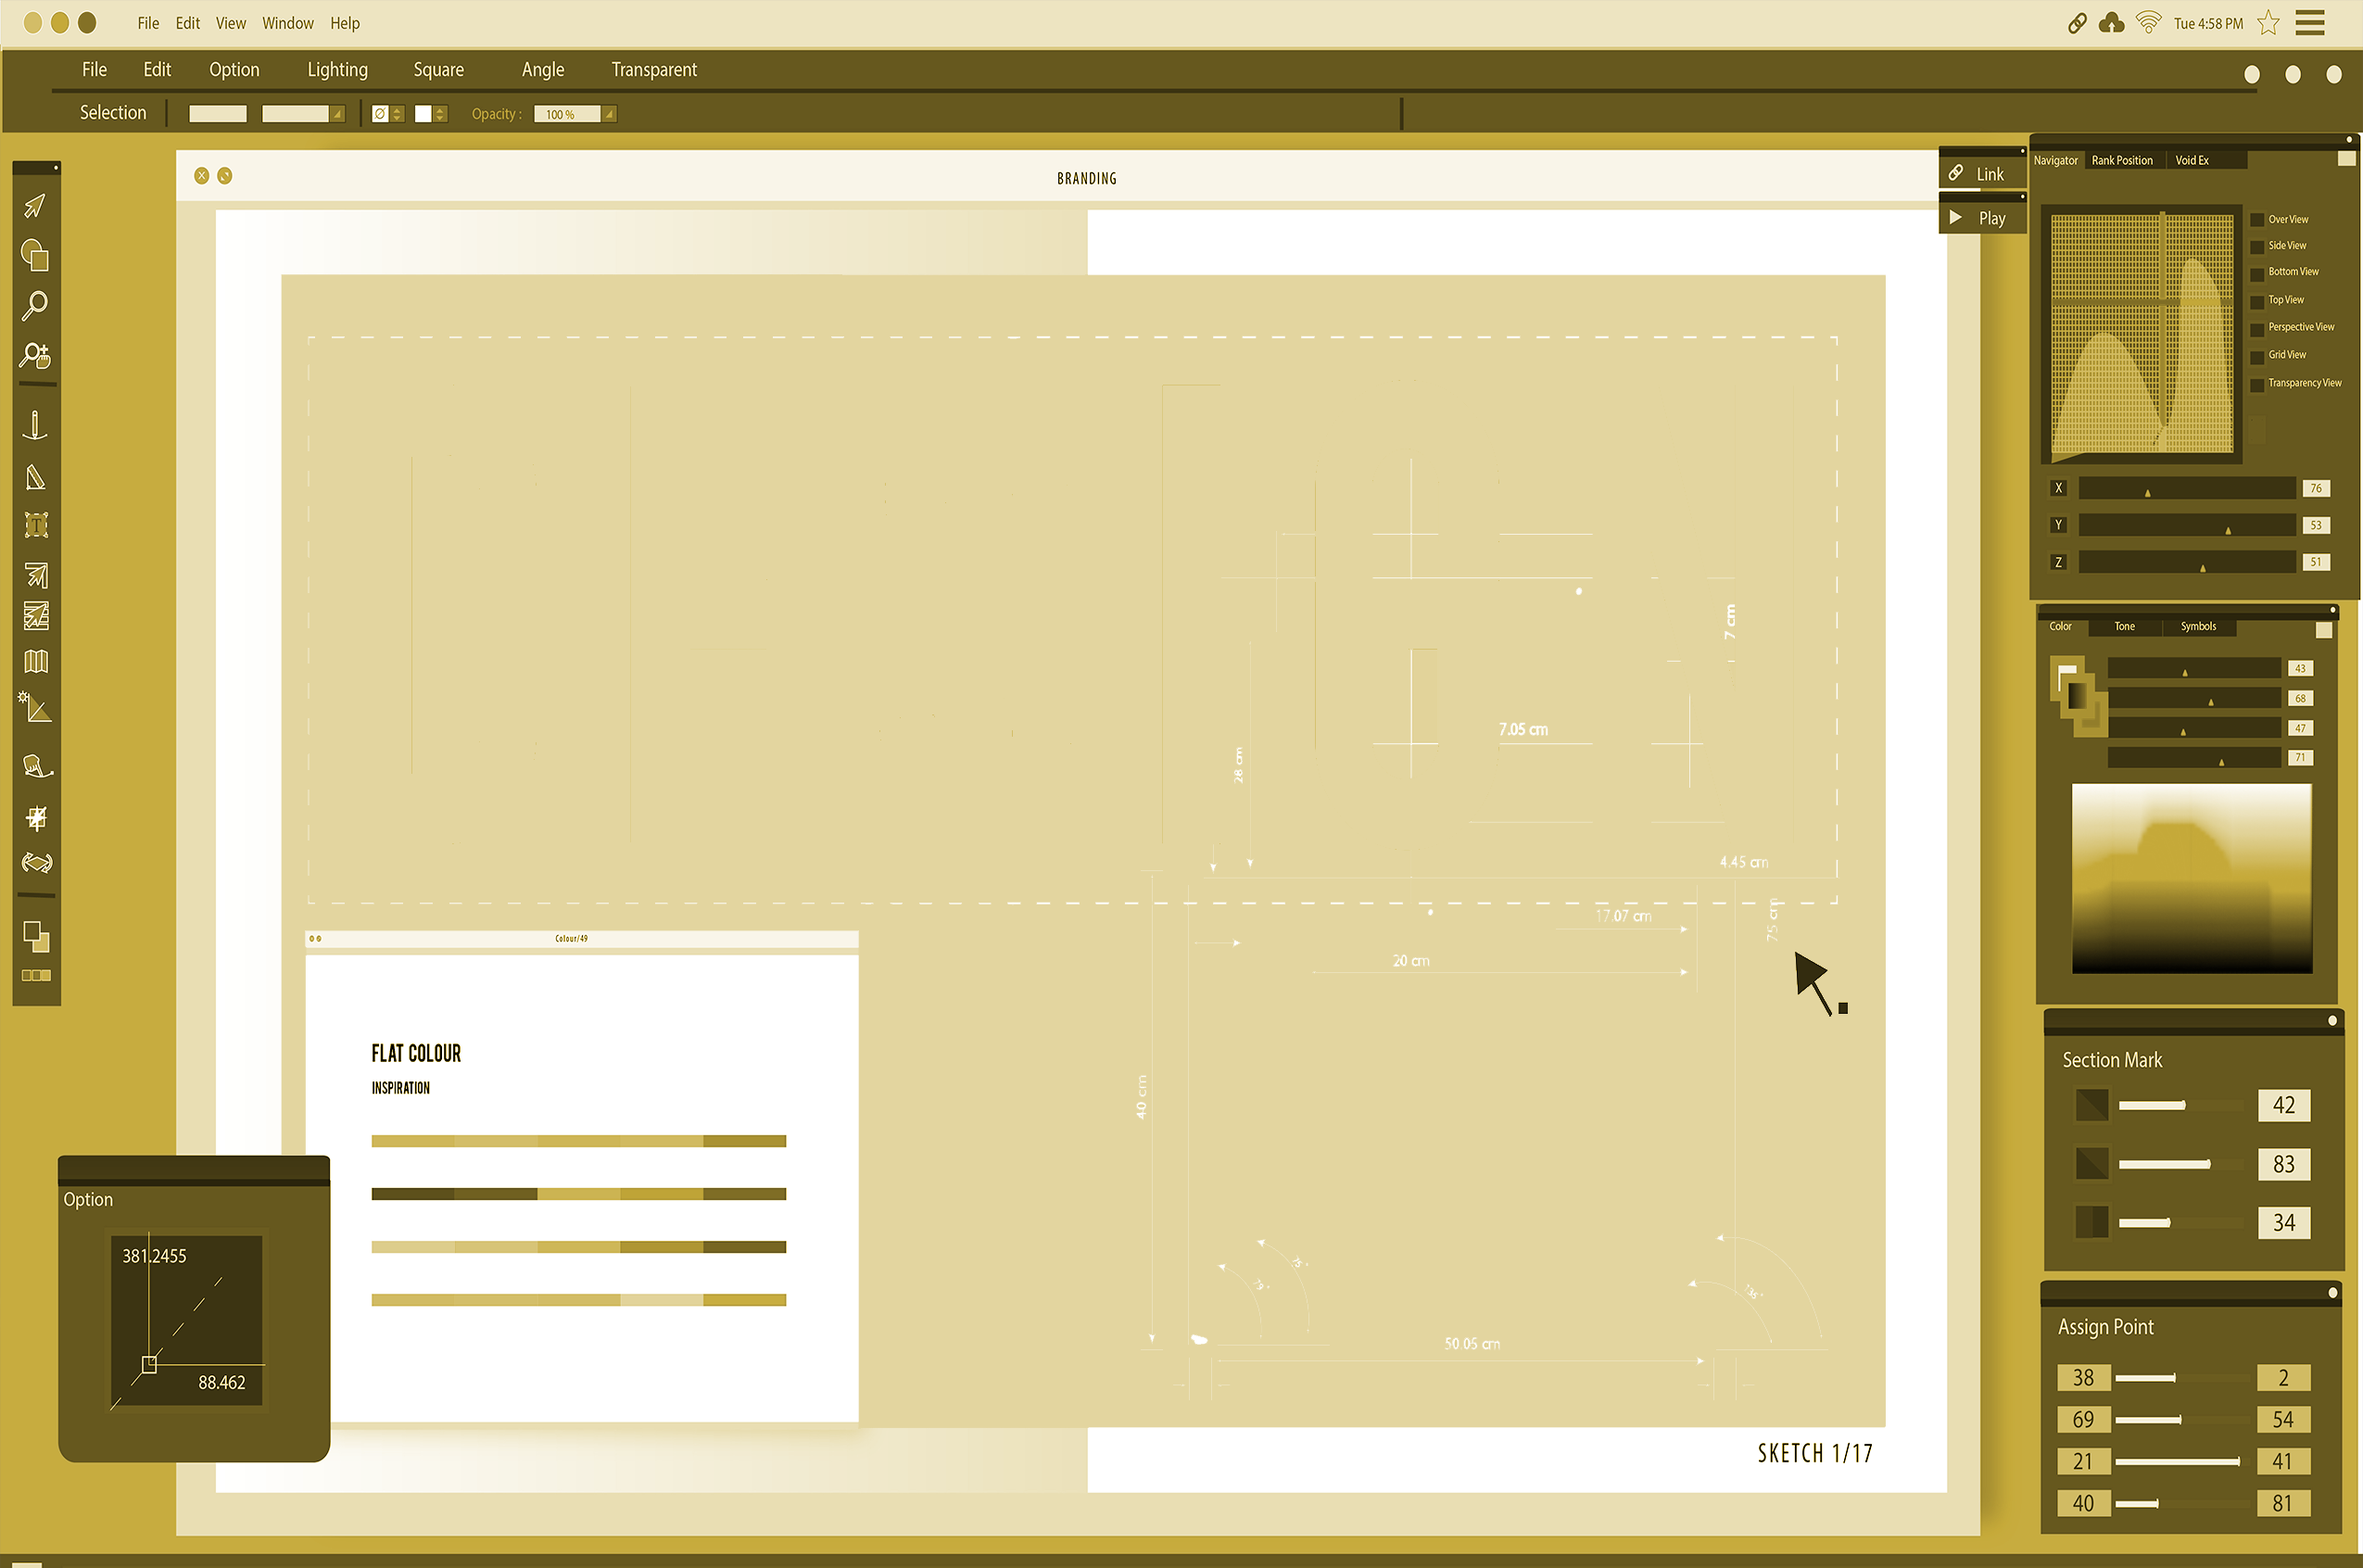 File Edit View Window Help
Tue 4:58 PM
File Edit Option Lighting Square Angle Transparent
Selection
Opacity : 100 %
BRANDING
Link
Play
Navigator Rank Position Void Ex
Over View
Side View
Bottom View
Top View
Perspective View
Grid View
Transparency View
X 76
Y 53
Z 51
Color Tone Symbols
43
68
47
71
T
7 cm
7.05 cm
28 cm
4.45 cm
17.07 cm
75 cm
20 cm
40 cm
50.05 cm
135°
Colour/49
FLAT COLOUR
INSPIRATION
Option
381.2455
88.462
SKETCH 1/17
Section Mark
42
83
34
Assign Point
38 2
69 54
21 41
40 81